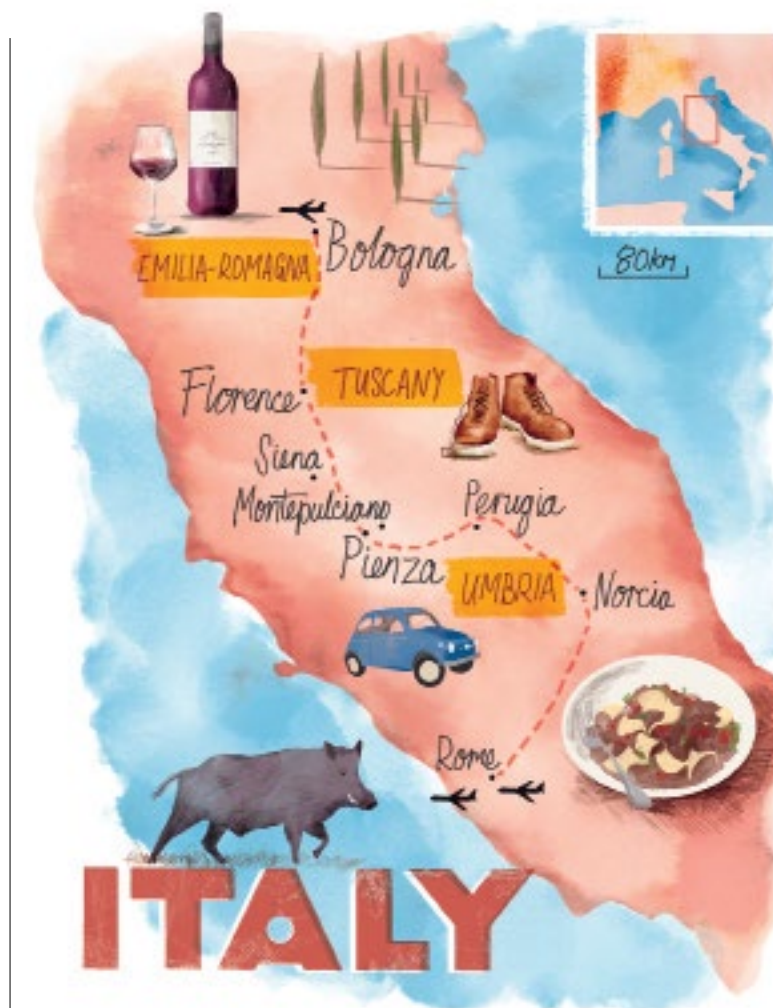 80km
EMILIA-ROMAGNA
Bologna
Florence
TUSCANY
Siena
Montepulciano
Perugia
Pienza
UMBRIA
Norcia
Rome
ITALY